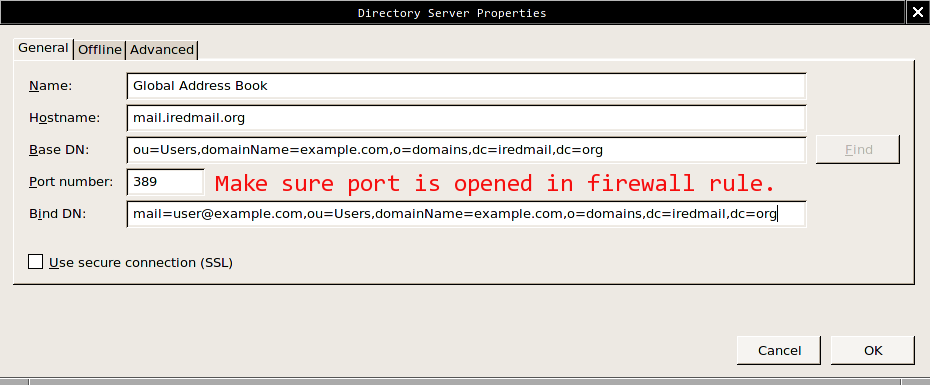 Directory Server Properties
General Offline Advanced
Name: Global Address Book
Hostname: mail.iredmail.org
Base DN: ou=Users,domainName=example.com,o=domains,dc=iredmail,dc=org Find
Port number: 389 Make sure port is opened in firewall rule.
Bind DN: mail=user@example.com,ou=Users,domainName=example.com,o=domains,dc=iredmail,dc=org
Use secure connection (SSL)
Cancel OK